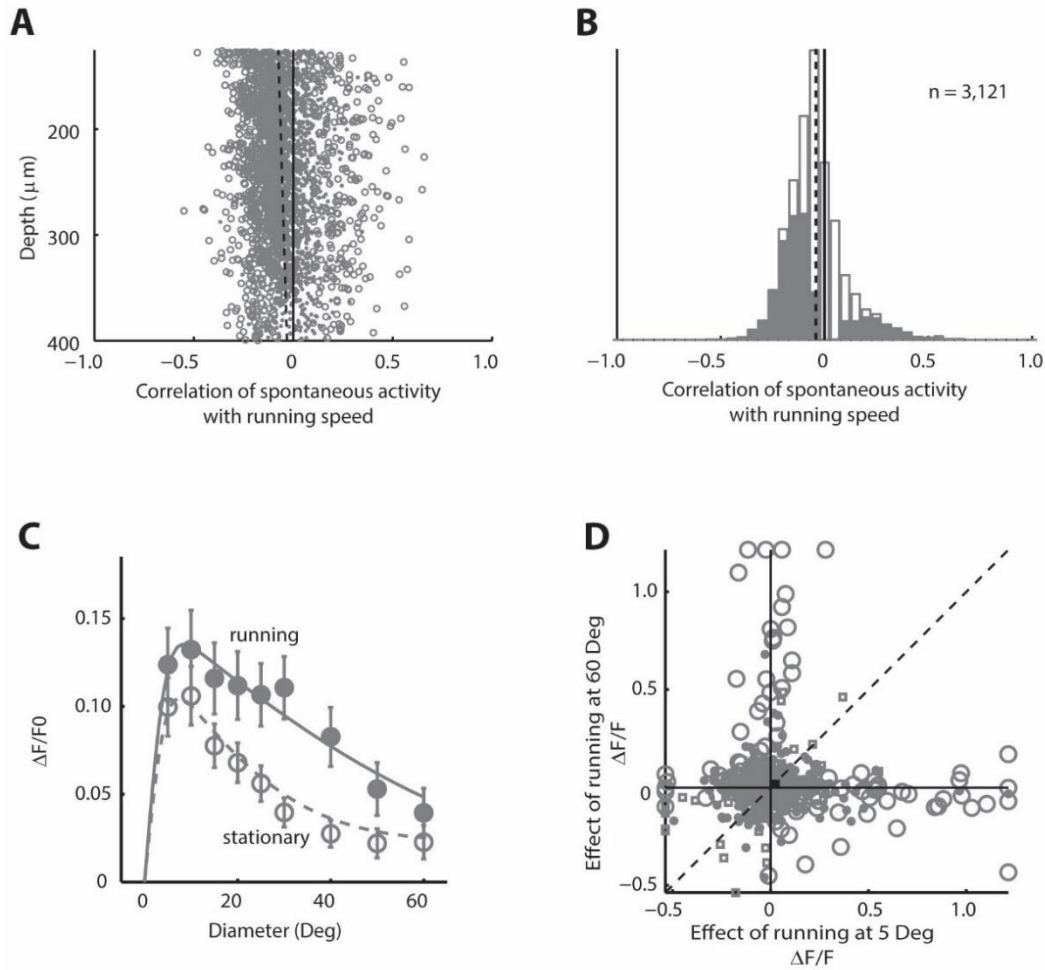 A
Depth (μm)
200
300
400
−1.0
−0.5
0
0.5
1.0
Correlation of spontaneous activity
with running speed
B
n = 3,121
−1.0
−0.5
0
0.5
1.0
Correlation of spontaneous activity
with running speed
C
ΔF/F0
0.15
0.10
0.05
0
running
stationary
0
20
40
60
Diameter (Deg)
D
Effect of running at 60 Deg
ΔF/F
1.0
0.5
0
−0.5
−0.5
0
0.5
1.0
Effect of running at 5 Deg
ΔF/F